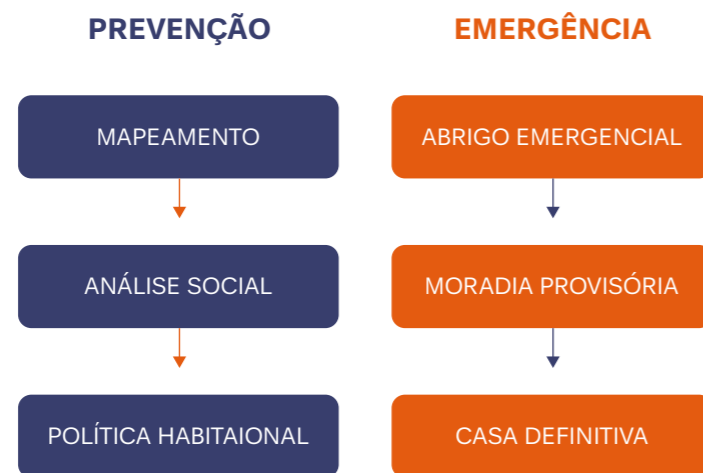 PREVENÇÃO
MAPEAMENTO
ANÁLISE SOCIAL
POLÍTICA HABITAIONAL
EMERGÊNCIA
ABRIGO EMERGENCIAL
MORADIA PROVISÓRIA
CASA DEFINITIVA